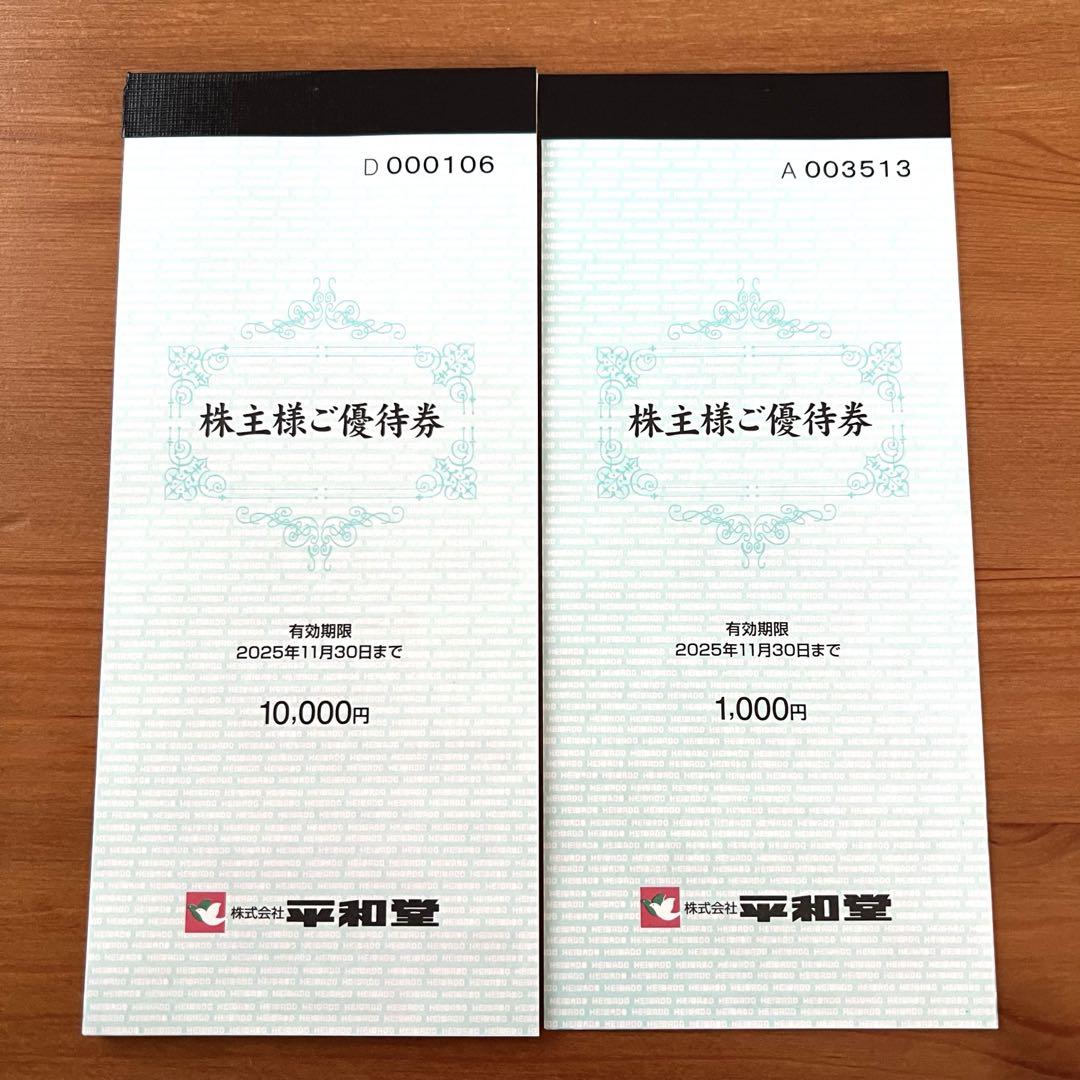 D 000106
株主様ご優待券
有効期限
2025年11月30日まで
10,000円
株式会社 平和堂
A 003513
株主様ご優待券
有効期限
2025年11月30日まで
1,000円
株式会社 平和堂